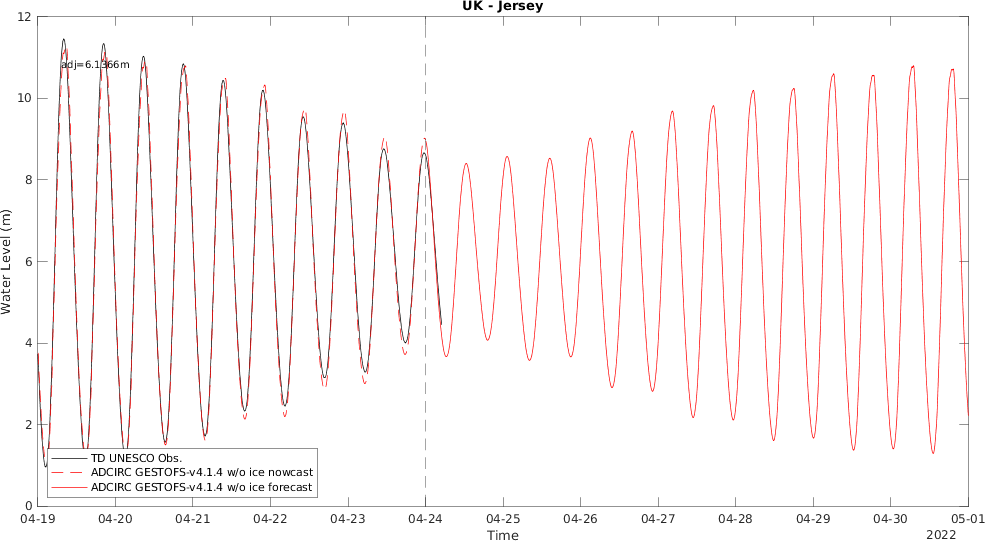 UK - Jersey
12
10
8
6
4
2
0
Water Level (m)
adj=6.1366m
TD UNESCO Obs.
ADCIRC GESTOFS-v4.1.4 w/o ice nowcast
ADCIRC GESTOFS-v4.1.4 w/o ice forecast
04-19 04-20 04-21 04-22 04-23 04-24 04-25 04-26 04-27 04-28 04-29 04-30 05-01
Time
2022